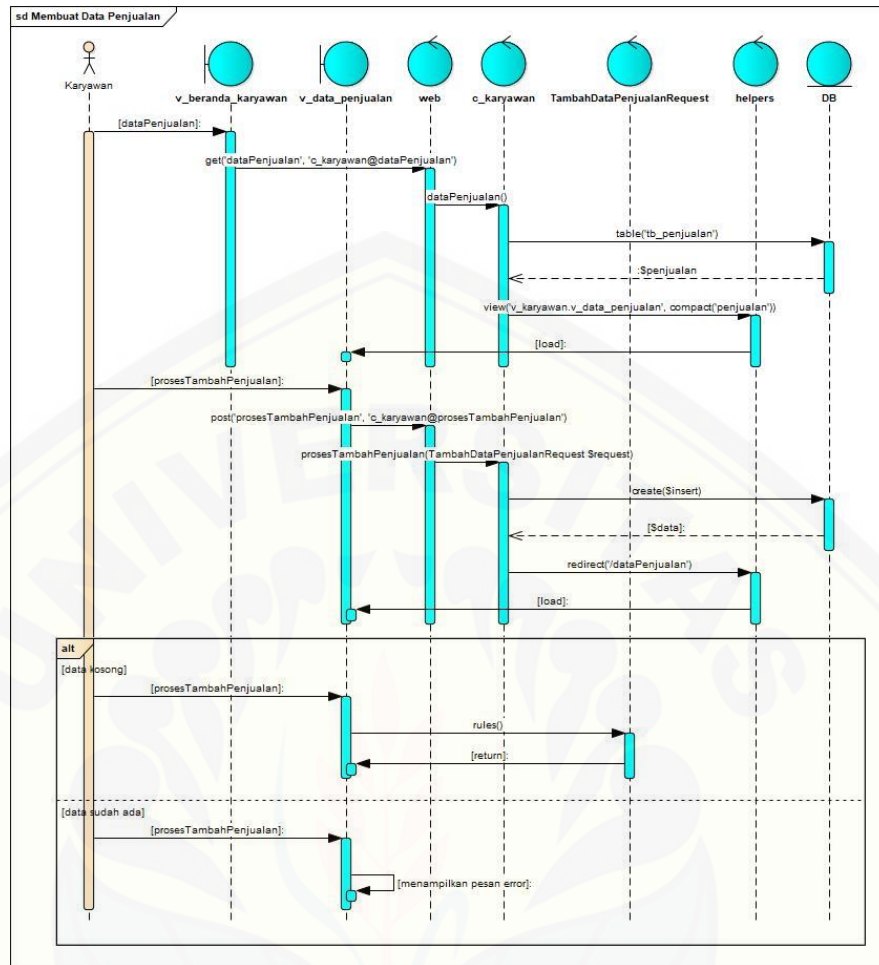 sd Membuat Data Penjualan
Karyawan
v_beranda_karyawan
v_data_penjualan
web
c_karyawan
TambahDataPenjualanRequest
helpers
DB
[dataPenjualan]:
get('dataPenjualan', 'c_karyawan@dataPenjualan')
dataPenjualan()
table('tb_penjualan')
:$penjualan
view('v_karyawan.v_data_penjualan', compact('penjualan'))
[load]:
[prosesTambahPenjualan]:
post('prosesTambahPenjualan', 'c_karyawan@prosesTambahPenjualan')
prosesTambahPenjualan(TambahDataPenjualanRequest $request)
create($insert)
[$data]:
redirect('/dataPenjualan')
[load]:
alt
[data kosong]
[prosesTambahPenjualan]:
rules()
[return]:
[data sudah ada]
[prosesTambahPenjualan]:
[menampilkan pesan error]:
UNIVERSITAS